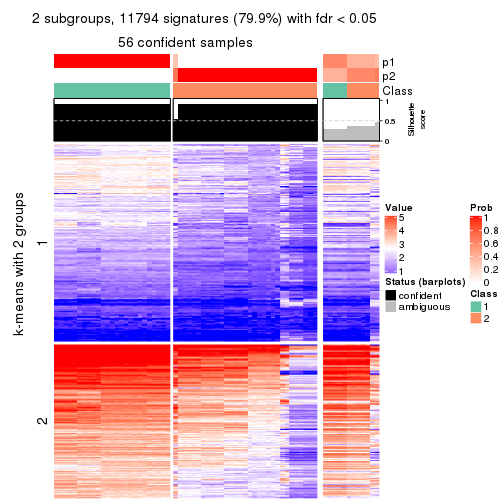 2 subgroups, 11794 signatures (79.9%) with fdr < 0.05
56 confident samples
p1
p2
Class
1
0.5
0
Silhouette
score
k-means with 2 groups
1
2
Value
5
4
3
2
1
Status (barplots)
confident
ambiguous
Prob
1
0.8
0.6
0.4
0.2
0
Class
1
2